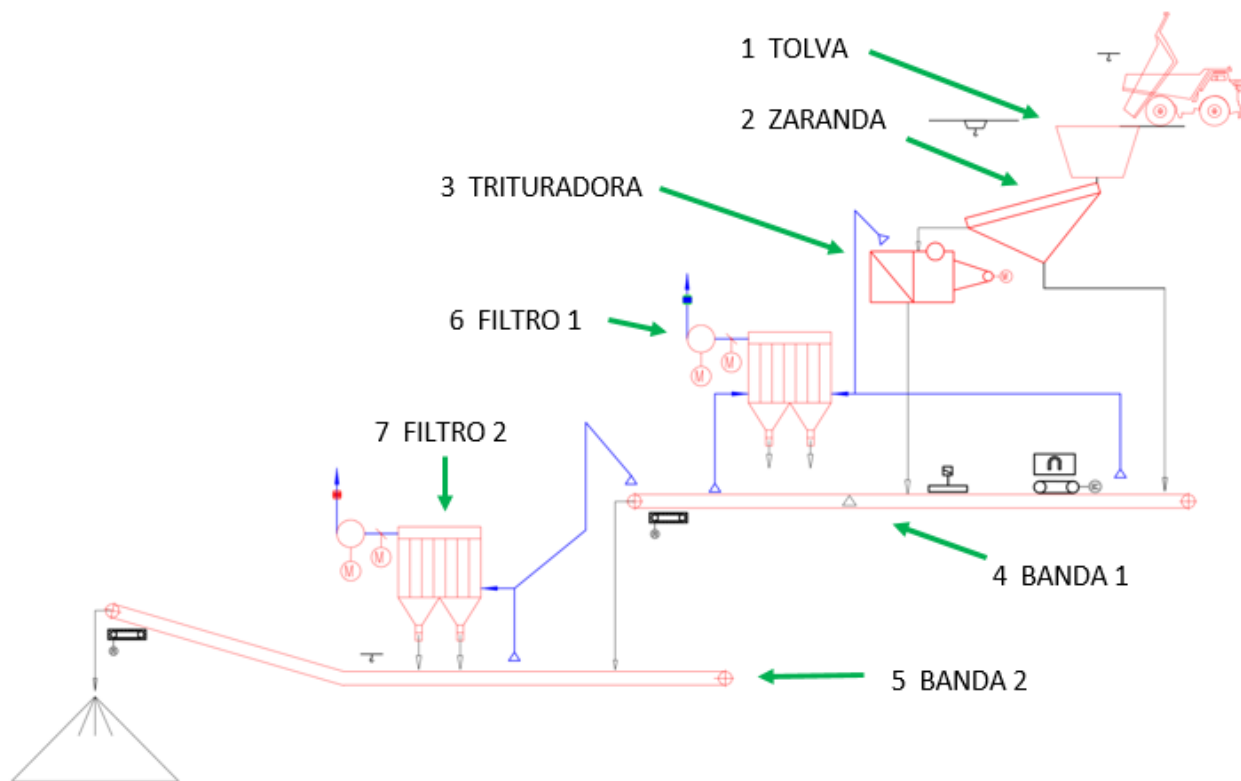 1 TOLVA
2 ZARANDA
3 TRITURADORA
6 FILTRO 1
M
M
7 FILTRO 2
M
M
4 BANDA 1
5 BANDA 2